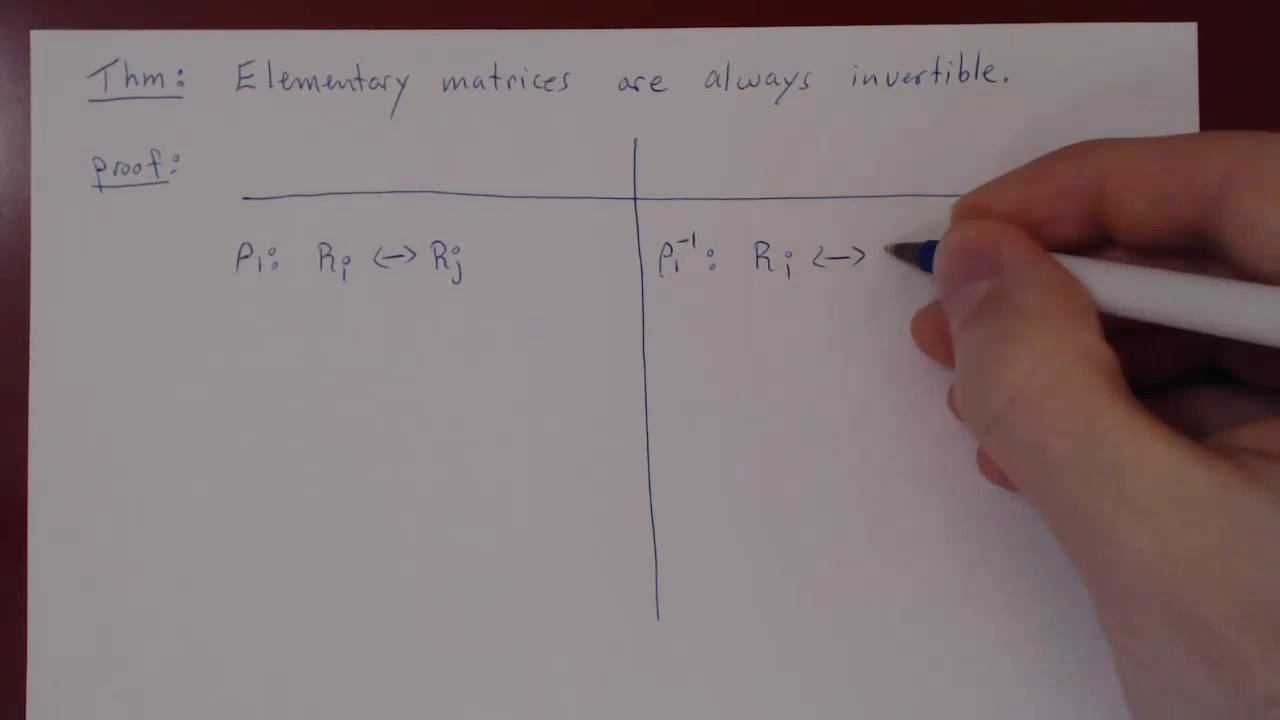 Thm: Elementary matrices are always invertible.
proof:
ρ₁: Rᵢ <-> Rⱼ
ρ₁⁻¹: Rᵢ <->